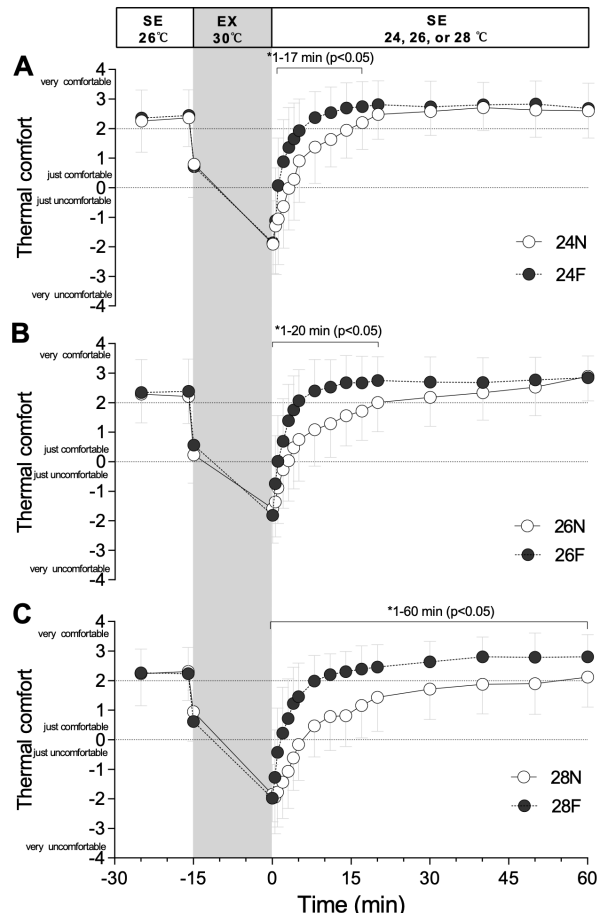 SE EX SE
26℃ 30℃ 24, 26, or 28 ℃
A
*1-17 min (p<0.05)
very comfortable
4
3
2
1
just comfortable
0
just uncomfortable
-1
-2
-3
very uncomfortable
-4
Thermal comfort
24N
24F
B
*1-20 min (p<0.05)
very comfortable
4
3
2
1
just comfortable
0
just uncomfortable
-1
-2
-3
very uncomfortable
-4
Thermal comfort
26N
26F
C
*1-60 min (p<0.05)
very comfortable
4
3
2
1
just comfortable
0
just uncomfortable
-1
-2
-3
very uncomfortable
-4
Thermal comfort
28N
28F
-30 -15 0 15 30 45 60
Time (min)